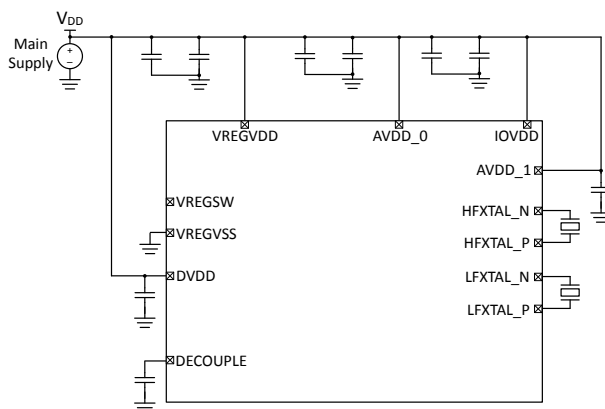 VDD
Main
Supply
+
–
VREGVDD
AVDD_0
IOVDD
AVDD_1
VREGSW
HFXTAL_N
VREGVSS
HFXTAL_P
DVDD
LFXTAL_N
LFXTAL_P
DECOUPLE